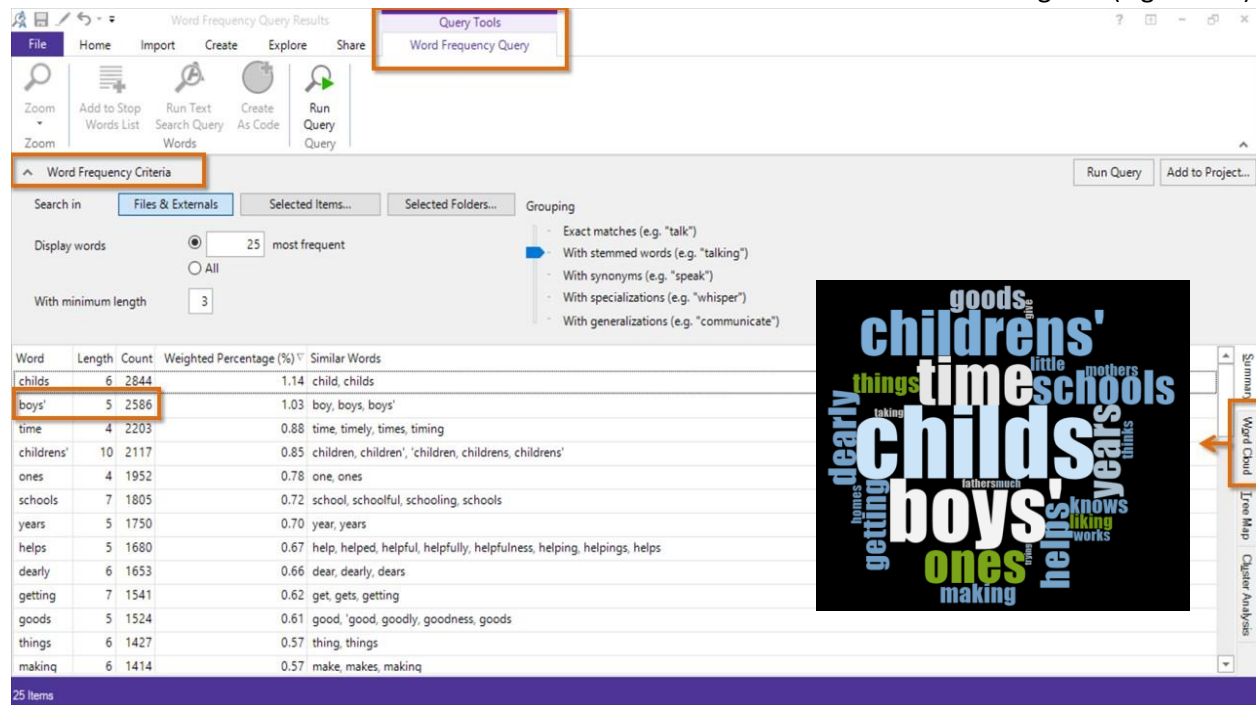 Word Frequency Query Results Query Tools ?
File Home Import Create Explore Share Word Frequency Query
Zoom Add to Stop Words List Run Text Search Query Create As Code Run Query
Zoom Words Query
Word Frequency Criteria Run Query Add to Project...
Search in Files & Externals Selected Items... Selected Folders... Grouping
Exact matches (e.g. "talk")
Display words 25 most frequent With stemmed words (e.g. "talking")
All With synonyms (e.g. "speak")
With minimum length 3 With specializations (e.g. "whisper")
With generalizations (e.g. "communicate")
Word Length Count Weighted Percentage (%) Similar Words
childs 6 2844 1.14 child, childs
boys' 5 2586 1.03 boy, boys, boys'
time 4 2203 0.88 time, timely, times, timing
childrens' 10 2117 0.85 children, children', 'children, childrens, childrens'
ones 4 1952 0.78 one, ones
schools 7 1805 0.72 school, schoolful, schooling, schools
years 5 1750 0.70 year, years
helps 5 1680 0.67 help, helped, helpful, helpfully, helpfulness, helping, helpings, helps
dearly 6 1653 0.66 dear, dearly, dears
getting 7 1541 0.62 get, gets, getting
goods 5 1524 0.61 good, 'good, goodly, goodness, goods
things 6 1427 0.57 thing, things
making 6 1414 0.57 make, makes, making
25 Items
goods
give
childrens'
little
mothers
things
time
schools
taking
dearly
childs
years
thinks
fathers
much
homes
getting
boys'
knows
liking
works
helps'
ones
trying
making
Summary
Word Cloud
Tree Map
Cluster Analysis